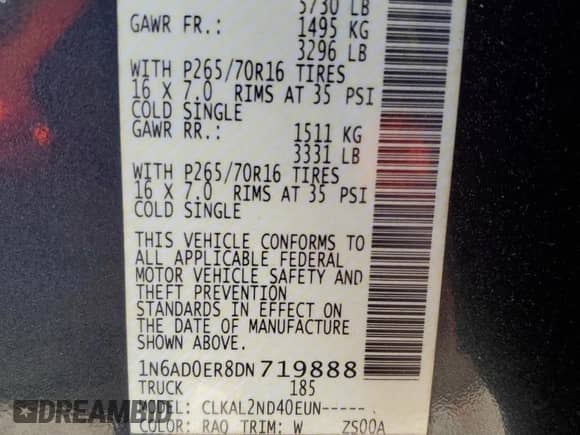 5730 LB
GAWR FR.: 1495 KG
3296 LB
WITH P265/70R16 TIRES
16 X 7.0 RIMS AT 35 PSI
COLD SINGLE
GAWR RR.: 1511 KG
3331 LB
WITH P265/70R16 TIRES
16 X 7.0 RIMS AT 35 PSI
COLD SINGLE
THIS VEHICLE CONFORMS TO
ALL APPLICABLE FEDERAL
MOTOR VEHICLE SAFETY AND
THEFT PREVENTION
STANDARDS IN EFFECT ON
THE DATE OF MANUFACTURE
SHOWN ABOVE.
1N6AD0ER8DN719888
TRUCK 185
MODEL: CLKAL2ND40EUN-----
COLOR: RAQ TRIM: W ZS00A
DEALERMBID